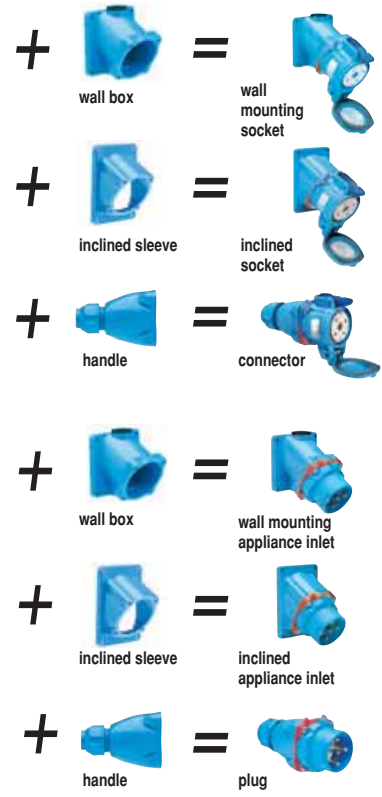 + =
wall box
wall
mounting
socket
+ =
inclined sleeve
inclined
socket
+ =
handle
connector
+ =
wall box
wall mounting
appliance inlet
+ =
inclined sleeve
inclined
appliance inlet
+ =
handle
plug